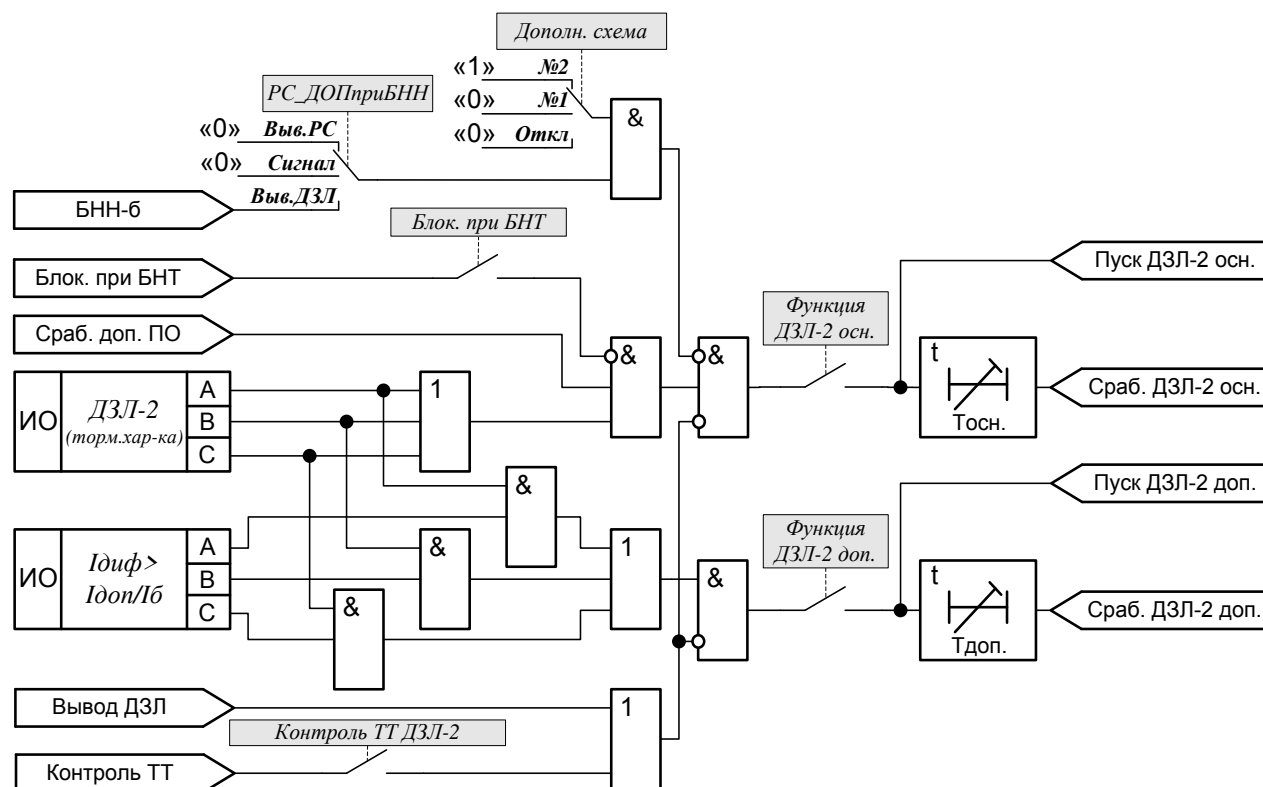 Дополн. схема
«1» №2
РС_ДОПприБНН
«0» №1
&
«0» Выв.РС
«0» Откл
«0» Сигнал
Выв.ДЗЛ
БНН-б
Блок. при БНТ
Блок. при БНТ
Пуск ДЗЛ-2 осн.
Функция
ДЗЛ-2 осн.
Сраб. доп. ПО
&
&
t
ИО
ДЗЛ-2
(торм.хар-ка)
A
B
C
1
Сраб. ДЗЛ-2 осн.
Тосн.
&
Пуск ДЗЛ-2 доп.
Функция
ДЗЛ-2 доп.
ИО
Iдиф>
Iдоп/Iб
A
B
C
&
1
&
&
t
Сраб. ДЗЛ-2 доп.
Тдоп.
Вывод ДЗЛ
1
Контроль ТТ ДЗЛ-2
Контроль ТТ